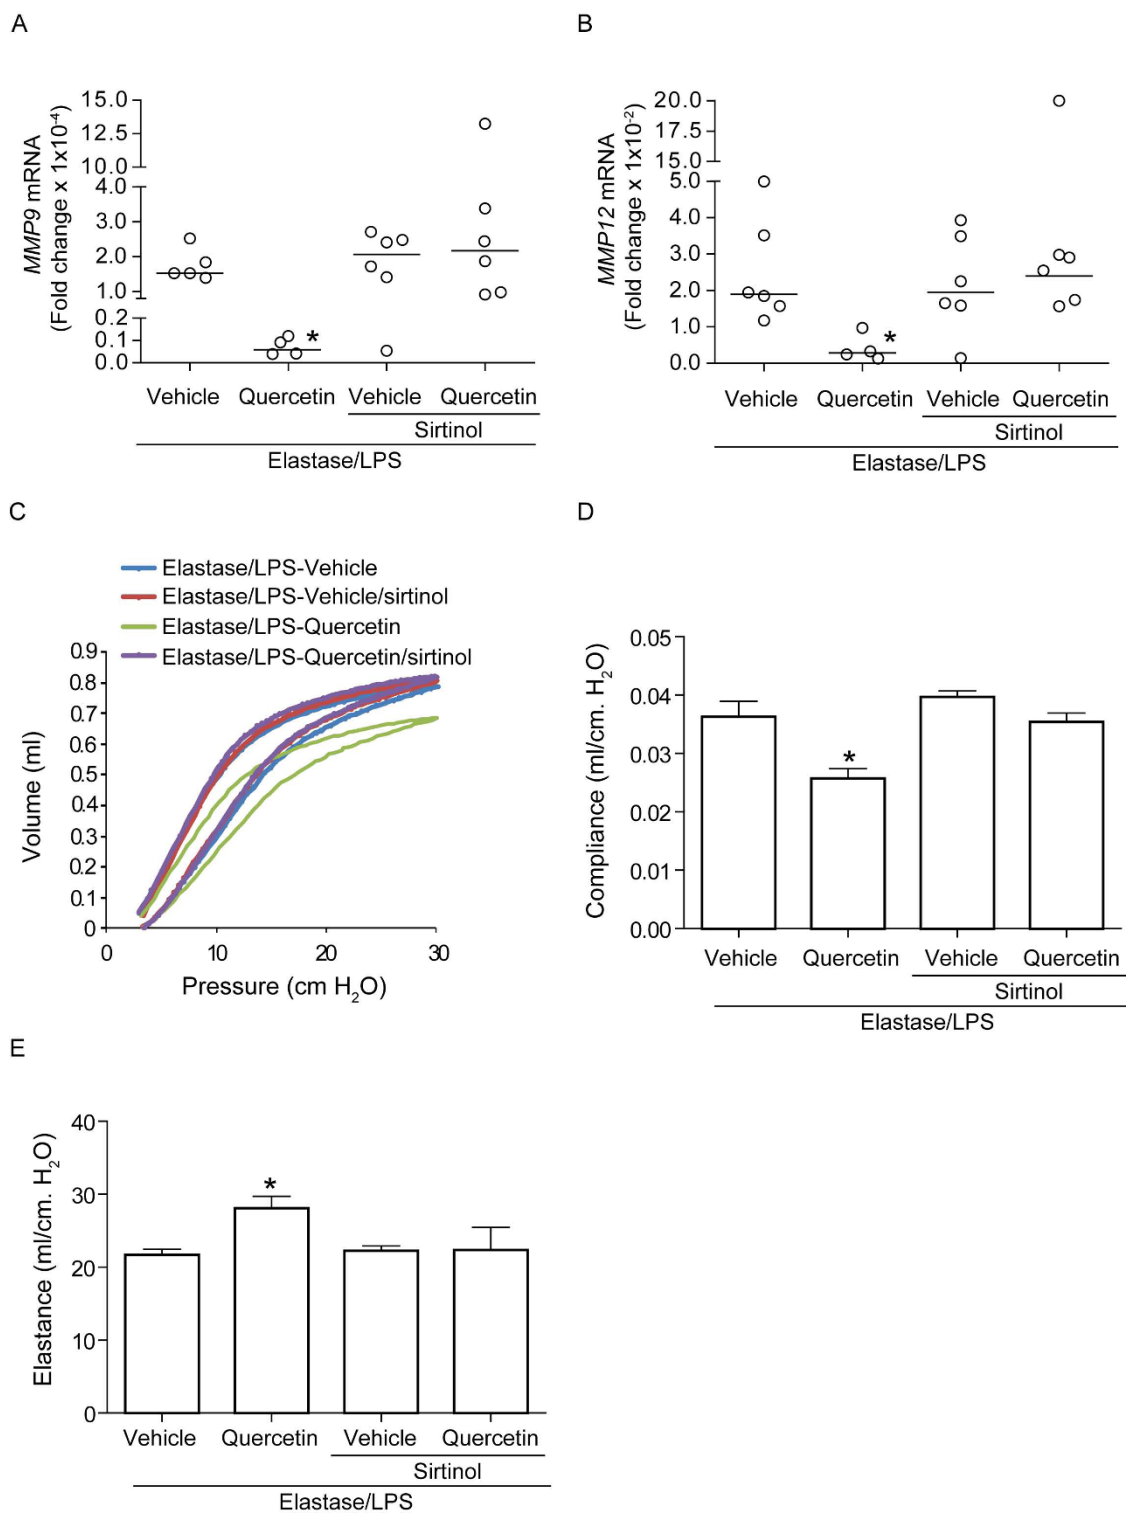 A
MMP9 mRNA
(Fold change x 1x10⁻⁴)
15.0
12.5
10.0
4.0
3.0
2.0
1.0
0.2
0.1
0.0
*
Vehicle Quercetin Vehicle Quercetin
Sirtinol
Elastase/LPS
B
MMP12 mRNA
(Fold change x 1x10⁻²)
20.0
17.5
15.0
5.0
4.0
3.0
2.0
1.0
0.0
*
Vehicle Quercetin Vehicle Quercetin
Sirtinol
Elastase/LPS
C
Elastase/LPS-Vehicle
Elastase/LPS-Vehicle/sirtinol
Elastase/LPS-Quercetin
Elastase/LPS-Quercetin/sirtinol
Volume (ml)
0.9
0.8
0.7
0.6
0.5
0.4
0.3
0.2
0.1
0
0 10 20 30
Pressure (cm H₂O)
D
Compliance (ml/cm. H₂O)
0.05
0.04
0.03
0.02
0.01
0.00
*
Vehicle Quercetin Vehicle Quercetin
Sirtinol
Elastase/LPS
E
Elastance (ml/cm. H₂O)
40
30
20
10
0
*
Vehicle Quercetin Vehicle Quercetin
Sirtinol
Elastase/LPS